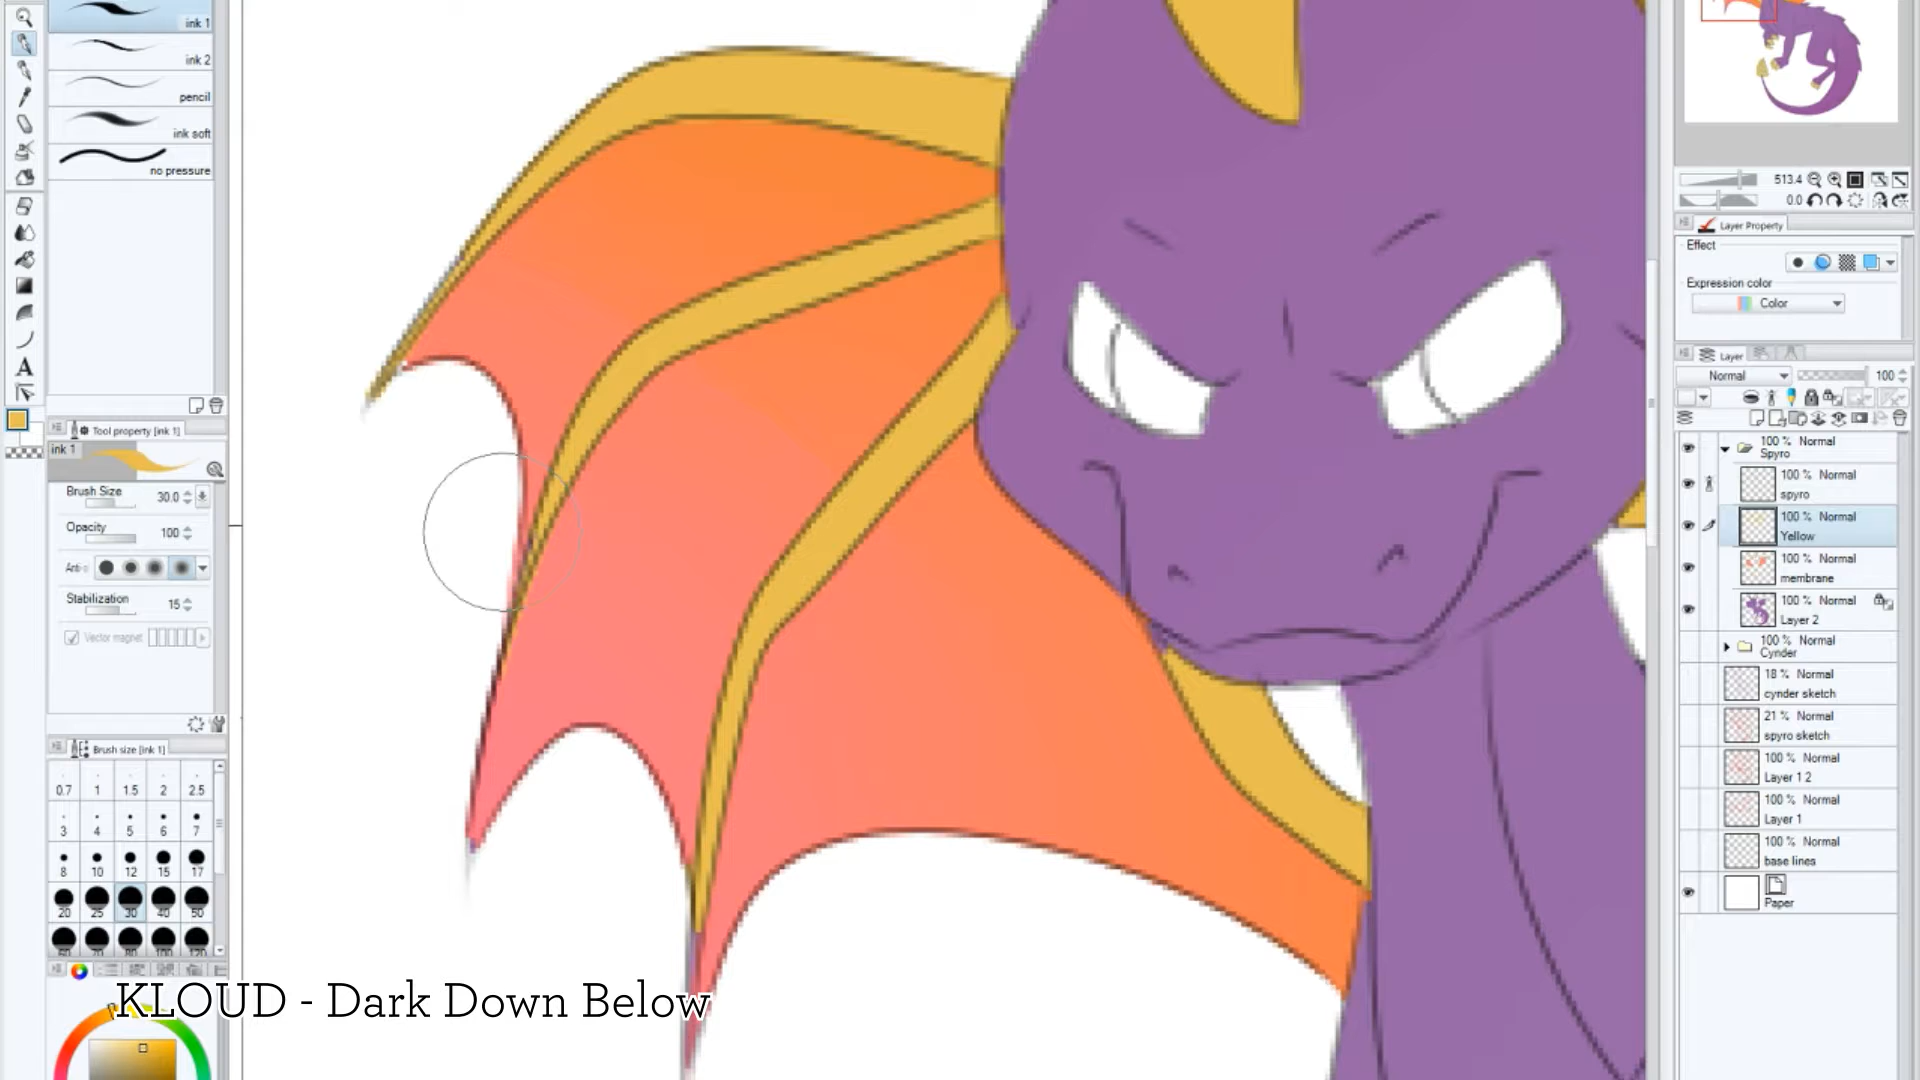 ink 1
ink 2
pencil
ink soft
no pressure
Tool property [ink 1]
ink 1
Brush Size 30.0
Opacity 100
Stabilization 15
Vector magnet
Brush size [ink 1]
0.7 1 1.5 2 2.5
3 4 5 6 7
8 10 12 15 17
20 25 30 40 50
60 70 80 100 120
KLOUD - Dark Down Below
513.4
0.0
Layer Property
Effect
Expression color
Color
Layer
Normal 100
100 % Normal
Spyro
100 % Normal
spyro
100 % Normal
Yellow
100 % Normal
membrane
100 % Normal
Layer 2
100 % Normal
Cynder
18 % Normal
cynder sketch
21 % Normal
spyro sketch
100 % Normal
Layer 1 2
100 % Normal
Layer 1
100 % Normal
base lines
Paper
A